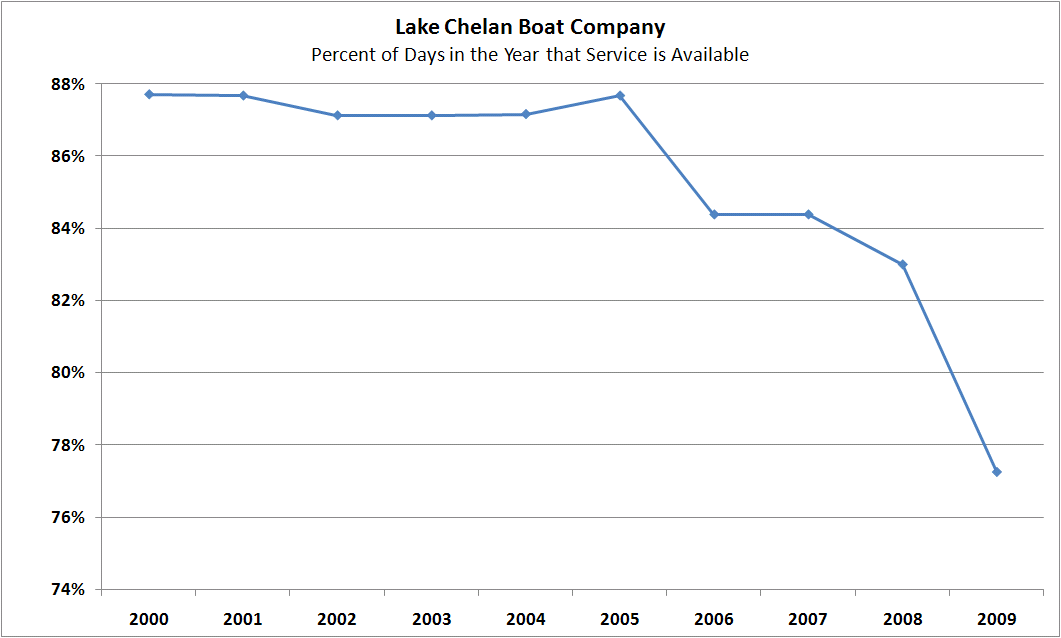 Lake Chelan Boat Company
Percent of Days in the Year that Service is Available
88%
86%
84%
82%
80%
78%
76%
74%
2000 2001 2002 2003 2004 2005 2006 2007 2008 2009